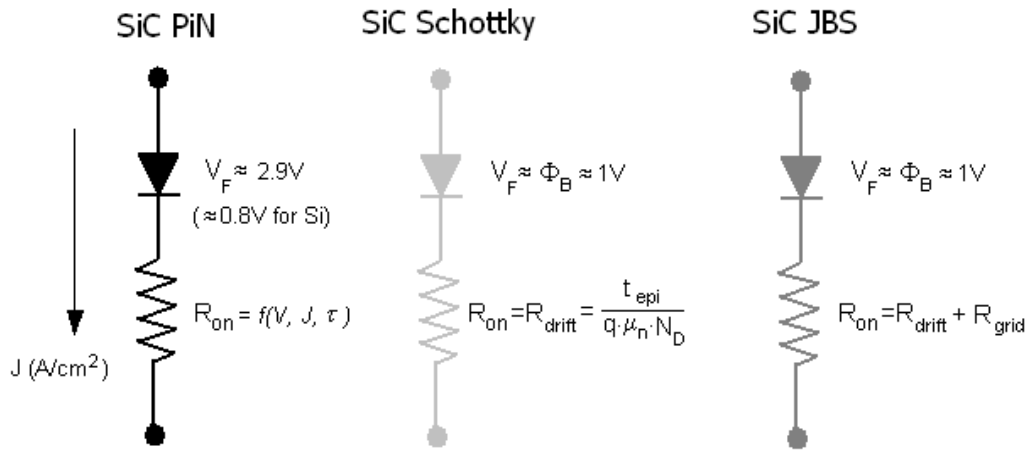 SiC PiN
SiC Schottky
SiC JBS
V_F ≈ 2.9V
(≈0.8V for Si)
V_F ≈ Φ_B ≈ 1V
V_F ≈ Φ_B ≈ 1V
R_on = f(V, J, τ)
R_on=R_drift = t_epi / q·μ_n·N_D
R_on=R_drift + R_grid
J (A/cm²)